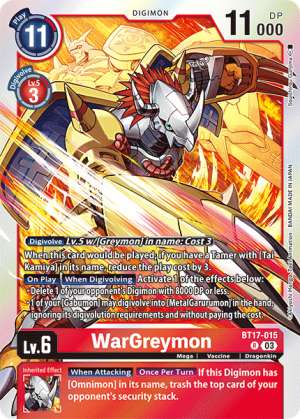 Play
11
DIGIMON
11 DP
000
Digivolve
Lv.5
3
Digivolve Lv.5 w/[Greymon] in name: Cost 3
When this card would be played, if you have a Tamer with [Tai
Kamiya] in its name, reduce the play cost by 3.
On Play When Digivolving Activate 1 of the effects below:
･Delete 1 of your opponent's Digimon with 8000 DP or less.
･1 of your [Gabumon] may digivolve into [MetalGarurumon] in the hand,
ignoring its digivolution requirements and without paying the cost.
Lv.6
WarGreymon
BT17-015
R 03
Mega Vaccine Dragonkin
Inherited Effect
When Attacking Once Per Turn If this Digimon has
[Omnimon] in its name, trash the top card of your
opponent's security stack.